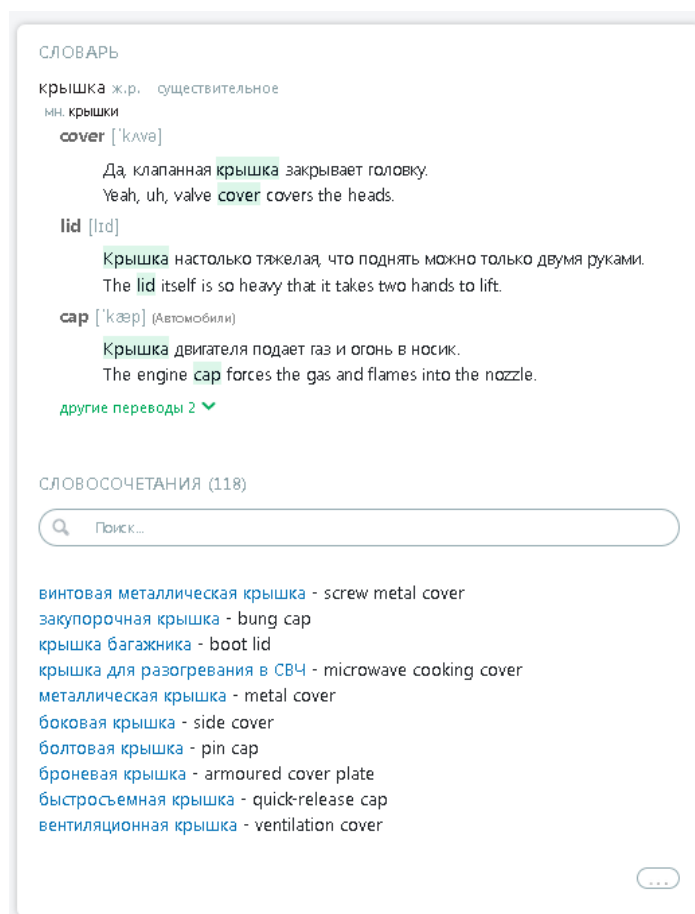 СЛОВАРЬ
крышка ж.р. существительное
мн. крышки
cover [ˈkʌvə]
Да, клапанная крышка закрывает головку.
Yeah, uh, valve cover covers the heads.
lid [lɪd]
Крышка настолько тяжелая, что поднять можно только двумя руками.
The lid itself is so heavy that it takes two hands to lift.
cap [ˈkæp] (Автомобили)
Крышка двигателя подает газ и огонь в носик.
The engine cap forces the gas and flames into the nozzle.
другие переводы 2
СЛОВОСОЧЕТАНИЯ (118)
Поиск...
винтовая металлическая крышка - screw metal cover
закупорочная крышка - bung cap
крышка багажника - boot lid
крышка для разогревания в СВЧ - microwave cooking cover
металлическая крышка - metal cover
боковая крышка - side cover
болтовая крышка - pin cap
броневая крышка - armoured cover plate
быстросъемная крышка - quick-release cap
вентиляционная крышка - ventilation cover
...